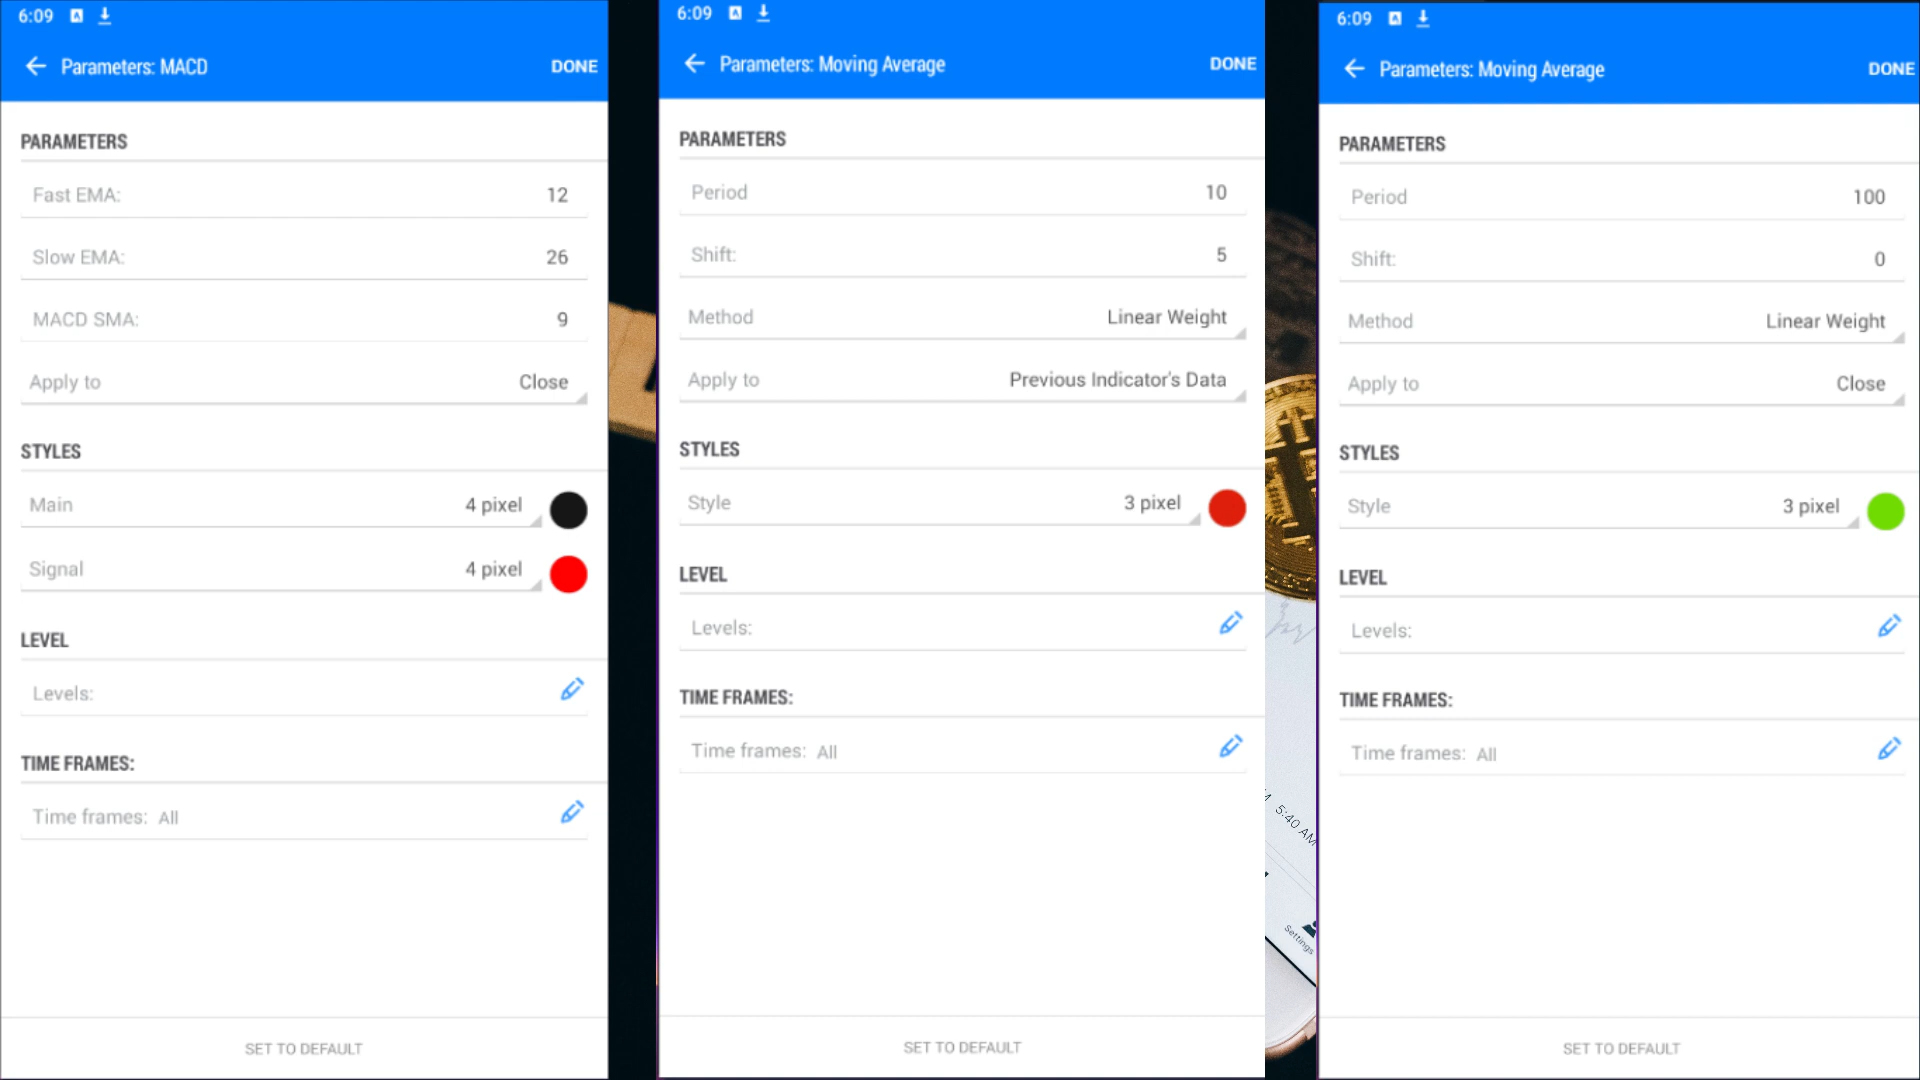 6:09
Parameters: MACD
DONE
PARAMETERS
Fast EMA: 12
Slow EMA: 26
MACD SMA: 9
Apply to Close
STYLES
Main 4 pixel
Signal 4 pixel
LEVEL
Levels:
TIME FRAMES:
Time frames: All
SET TO DEFAULT
6:09
Parameters: Moving Average
DONE
PARAMETERS
Period 10
Shift: 5
Method Linear Weight
Apply to Previous Indicator's Data
STYLES
Style 3 pixel
LEVEL
Levels:
TIME FRAMES:
Time frames: All
SET TO DEFAULT
5:40 AM
Settings
6:09
Parameters: Moving Average
DONE
PARAMETERS
Period 100
Shift: 0
Method Linear Weight
Apply to Close
STYLES
Style 3 pixel
LEVEL
Levels:
TIME FRAMES:
Time frames: All
SET TO DEFAULT